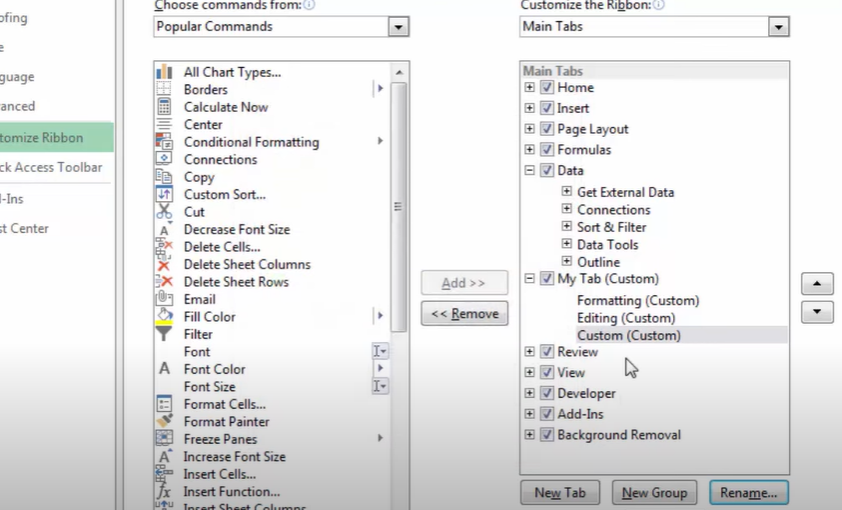 Choose commands from:
Popular Commands
Customize the Ribbon:
Main Tabs
ofing
e
guage
anced
tomize Ribbon
ck Access Toolbar
-Ins
st Center
All Chart Types...
Borders
Calculate Now
Center
Conditional Formatting
Connections
Copy
Custom Sort...
Cut
Decrease Font Size
Delete Cells...
Delete Sheet Columns
Delete Sheet Rows
Email
Fill Color
Filter
Font
Font Color
Font Size
Format Cells...
Format Painter
Freeze Panes
Increase Font Size
Insert Cells...
Insert Function...
Insert Sheet Columns
Add >>
<< Remove
Main Tabs
Home
Insert
Page Layout
Formulas
Data
Get External Data
Connections
Sort & Filter
Data Tools
Outline
My Tab (Custom)
Formatting (Custom)
Editing (Custom)
Custom (Custom)
Review
View
Developer
Add-Ins
Background Removal
New Tab
New Group
Rename...